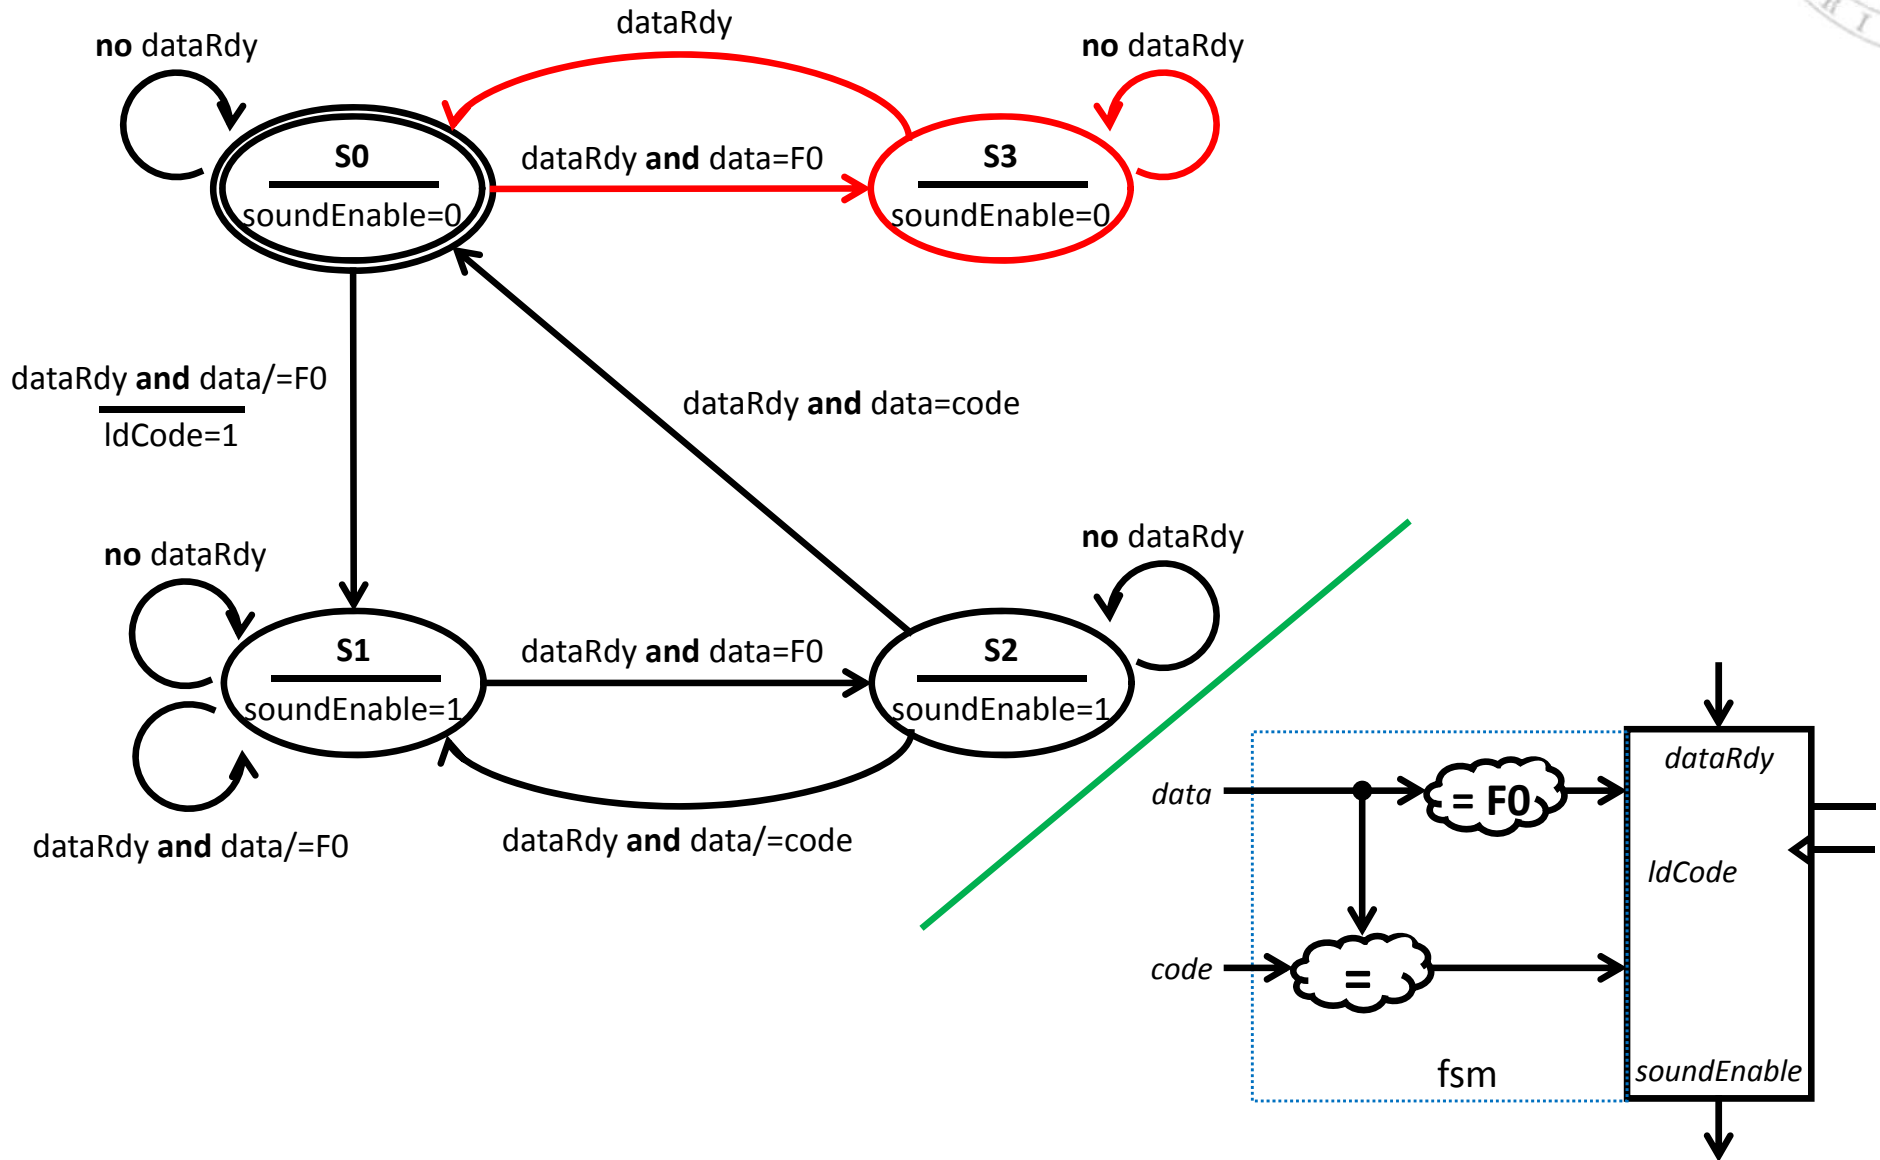 dataRdy
no dataRdy
no dataRdy
S0
soundEnable=0
dataRdy and data=F0
S3
soundEnable=0
dataRdy and data/=F0
ldCode=1
dataRdy and data=code
no dataRdy
no dataRdy
S1
soundEnable=1
dataRdy and data=F0
S2
soundEnable=1
dataRdy and data/=F0
dataRdy and data/=code
dataRdy
data
= F0
ldCode
code
=
fsm
soundEnable
R I